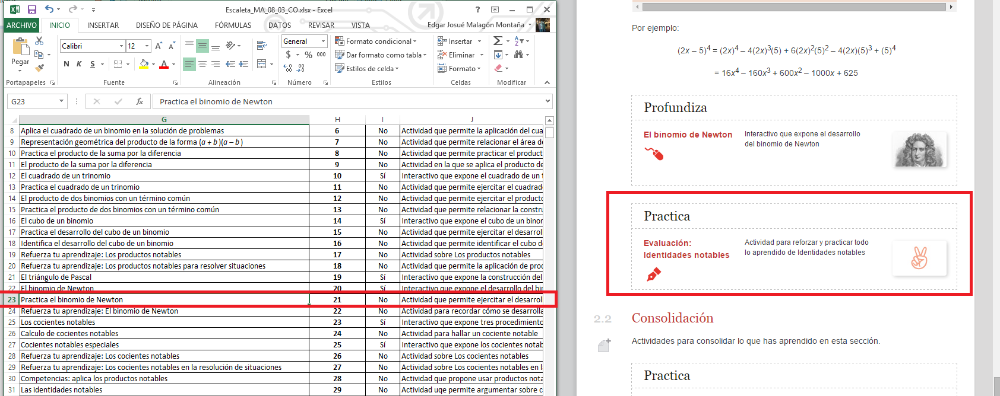 Escaleta_MA_08_03_CO.xlsx - Excel
?
ARCHIVO INICIO INSERTAR DISEÑO DE PÁGINA FÓRMULAS DATOS REVISAR VISTA Edgar Josué Malagón Montaña
Pegar
Calibri 12
N K S
General
$ % 000
Formato condicional
Dar formato como tabla
Estilos de celda
Insertar
Eliminar
Formato
Portapapeles Fuente Alineación Número Estilos Celdas Modificar
G23 fx Practica el binomio de Newton
G H I J
8 Aplica el cuadrado de un binomio en la solución de problemas 6 No Actividad que permite la aplicación del cua
9 Representación geométrica del producto de la forma (a + b)(a – b) 7 No Actividad que permite relacionar el área de
10 Practica el producto de la suma por la diferencia 8 No Actividad que permite practicar el product
11 El producto de la suma por la diferencia 9 No Actividad en la que se aplica el producto de
12 El cuadrado de un trinomio 10 Sí Interactivo que expone el cuadrado de un t
13 Practica el cuadrado de un trinomio 11 No Actividad que permite ejercitar el cuadrad
14 El producto de dos binomios con un término común 12 No Actividad que permite ejercitar el producto
15 Practica el producto de dos binomios con un término común 13 No Actividad que permite relacionar la constru
16 El cubo de un binomio 14 Sí Interactivo que expone el cubo de un binor
17 Practica el desarrollo del cubo de un binomio 15 No Actividad que permite ejercitar el desarrol
18 Identifica el desarrollo del cubo de un binomio 16 No Actividad que permite identificar el cubo d
19 Refuerza tu aprendizaje: Los productos notables 17 No Actividad sobre Los productos notables
20 Refuerza tu aprendizaje: Los productos notables para resolver situaciones 18 No Actividad que permite la aplicación de proc
21 El triángulo de Pascal 19 Sí Interactivo que expone la construcción del
22 El binomio de Newton 20 Sí Interactivo que expone el desarrollo del bin
23 Practica el binomio de Newton 21 No Actividad que permite ejercitar el desarrol
24 Refuerza tu aprendizaje: El binomio de Newton 22 No Actividad para recordar cómo se desarrolla
25 Los cocientes notables 23 Sí Interactivo que expone tres procedimiento
26 Calculo de cocientes notables 24 No Actividad para hallar un cociente notable
27 Cocientes notables especiales 25 Sí Interactivo que expone los cocientes notab
28 Refuerza tu aprendizaje: Los cocientes notables 26 No Actividad sobre Los cocientes notables
29 Refuerza tu aprendizaje: Los cocientes notables en la resolución de situaciones 27 No Actividad sobre Los cocientes notables en l
30 Competencias: aplica los productos notables 28 No Actividad que propone usar productos nota
31 Las identidades notables 29 No Actividad uqe permite argumentar sobre c
Por ejemplo:
(2x – 5)⁴ = (2x)⁴ – 4(2x)³(5) + 6(2x)²(5)² – 4(2x)(5)³ + (5)⁴
= 16x⁴ – 160x³ + 600x² – 1000x + 625
Profundiza
El binomio de Newton
Interactivo que expone el desarrollo
del binomio de Newton
Practica
Evaluación:
Identidades notables
Actividad para reforzar y practicar todo
lo aprendido de Identidades notables
2.2 Consolidación
Actividades para consolidar lo que has aprendido en esta sección.
Practica